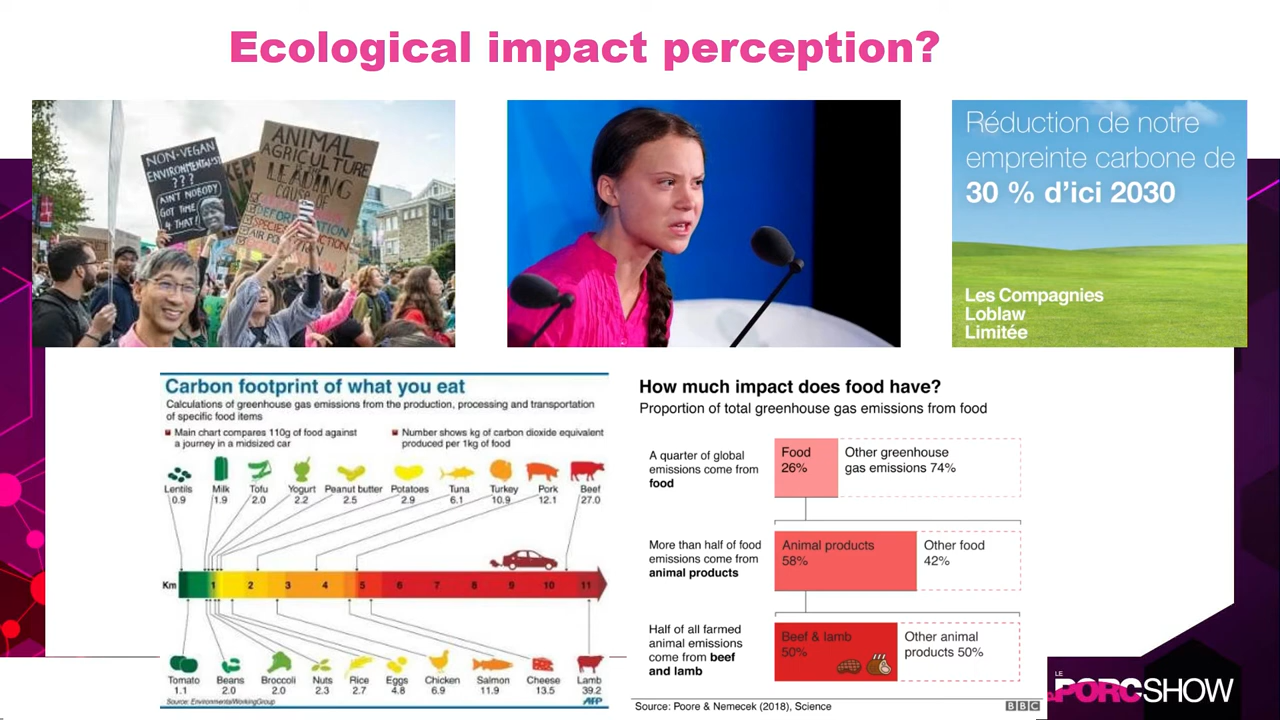 Ecological impact perception?
NON-VEGAN
ENVIRONMENTALIST
???
AIN'T NOBODY
GOT TIME
4 THAT!
ANIMAL
AGRICULTURE
LEADING
CAUSE OF
Réduction de notre
empreinte carbone de
30 % d'ici 2030
Les Compagnies
Loblaw
Limitée
Carbon footprint of what you eat
Calculations of greenhouse gas emissions from the production, processing and transportation
of specific food items
Main chart compares 110g of food against
a journey in a midsized car
Number shows kg of carbon dioxide equivalent
produced per 1kg of food
Lentils Milk Tofu Yogurt Peanut butter Potatoes Tuna Turkey Pork Beef
0.9 1.9 2.0 2.2 2.5 2.9 6.1 10.9 12.1 27.0
Km 1 2 3 4 5 6 7 8 9 10 11
Tomato Beans Broccoli Nuts Rice Eggs Chicken Salmon Cheese Lamb
1.1 2.0 2.0 2.3 2.7 4.8 6.9 11.9 13.5 39.2
Source: EnvironmentalWorkingGroup
AFP
How much impact does food have?
Proportion of total greenhouse gas emissions from food
A quarter of global
emissions come from
food
Food
26%
Other greenhouse
gas emissions 74%
More than half of food
emissions come from
animal products
Animal products
58%
Other food
42%
Half of all farmed
animal emissions
come from beef
and lamb
Beef & lamb
50%
Other animal
products 50%
Source: Poore & Nemecek (2018), Science
BBC
LE
PORCSHOW